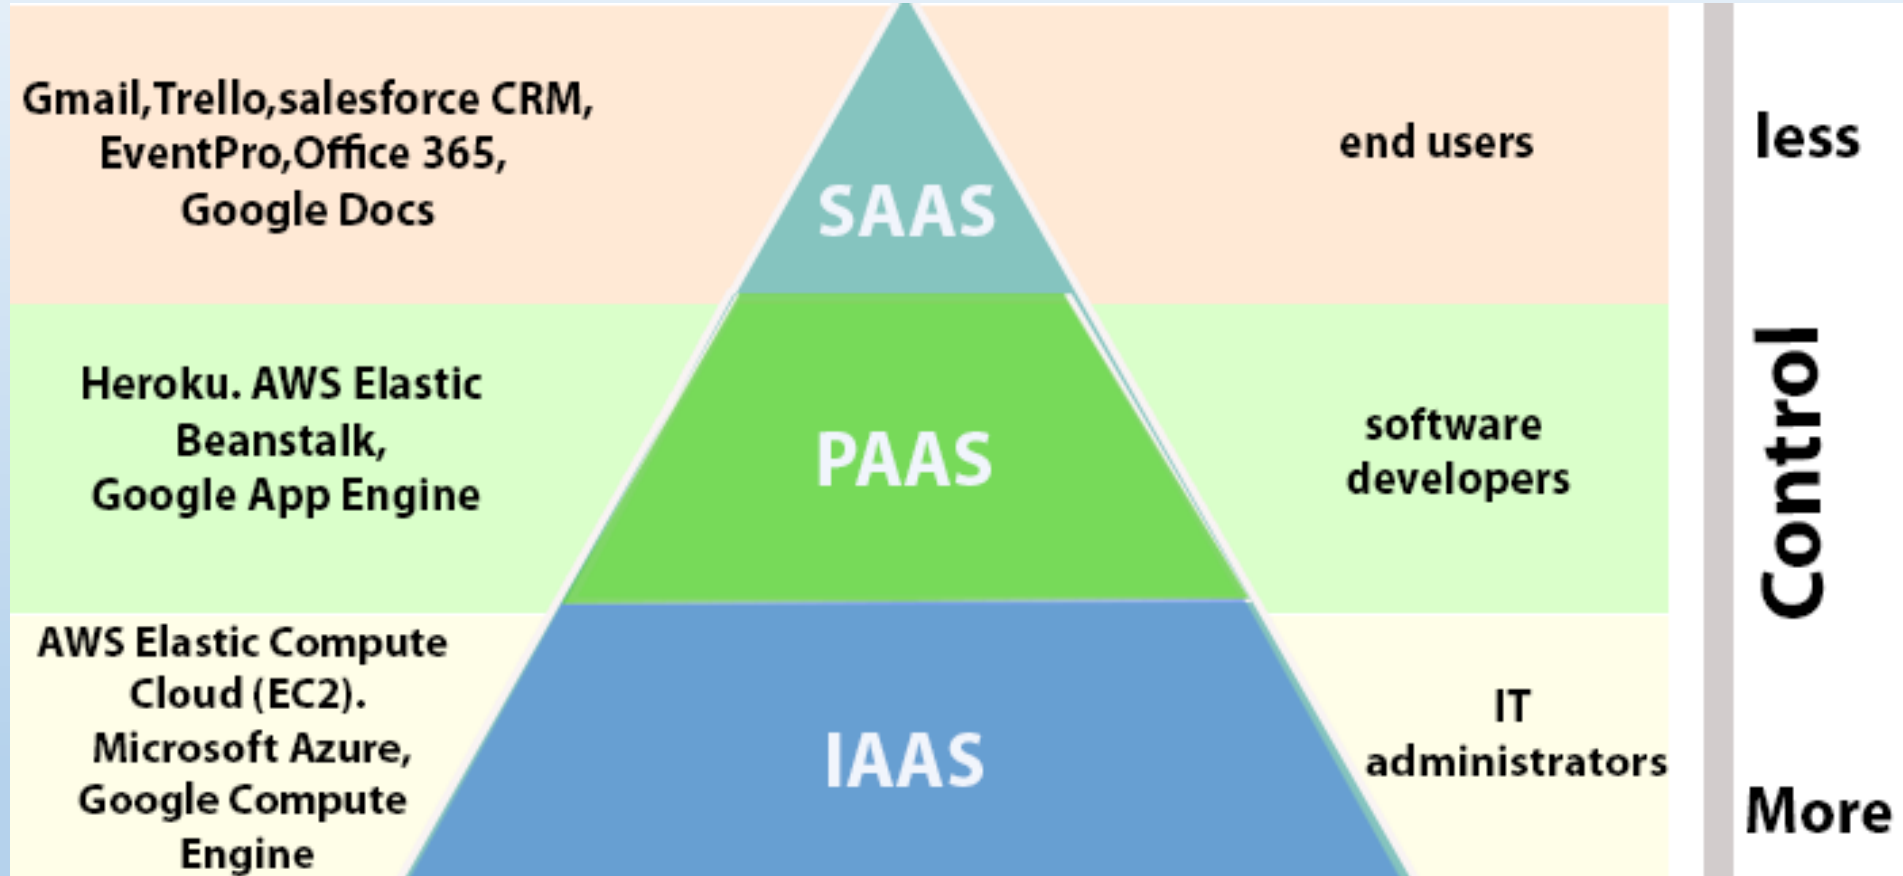 Gmail,Trello,salesforce CRM,
EventPro,Office 365,
Google Docs
SAAS
end users
less
Heroku. AWS Elastic
Beanstalk,
Google App Engine
PAAS
software
developers
Control
AWS Elastic Compute
Cloud (EC2).
Microsoft Azure,
Google Compute
Engine
IAAS
IT
administrators
More